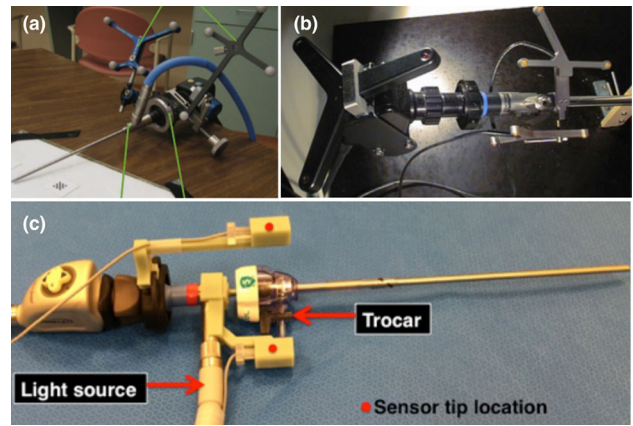 (a)
(b)
(c)
Trocar
Light source
Sensor tip location